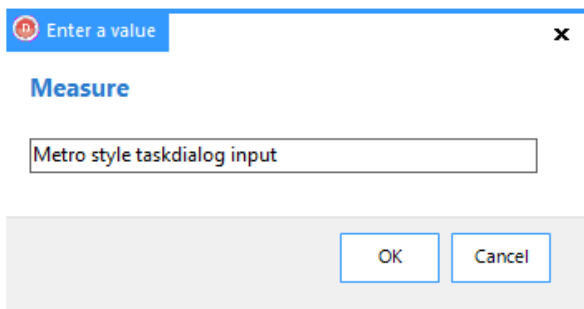 Enter a value
x
Measure
Metro style taskdialog input
OK Cancel